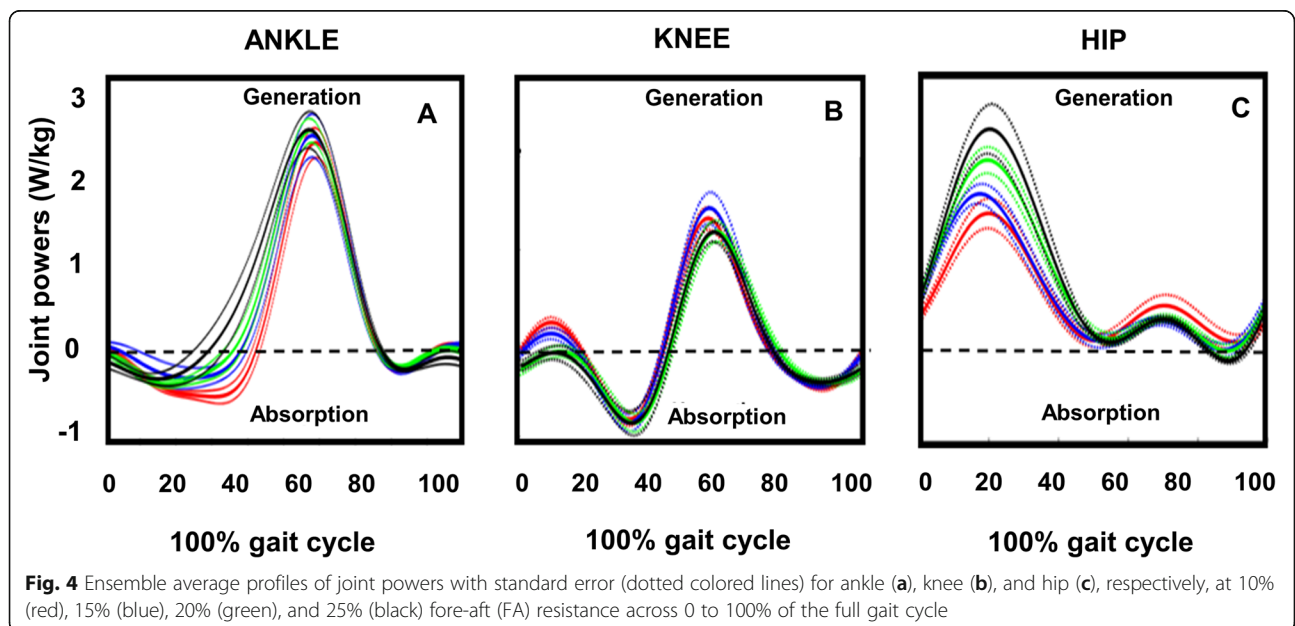 ANKLE KNEE HIP
Generation Generation Generation
A B C
3
2
1
0
-1
Joint powers (W/kg)
Absorption Absorption Absorption
0 20 40 60 80 100 0 20 40 60 80 100 0 20 40 60 80 100
100% gait cycle 100% gait cycle 100% gait cycle
Fig. 4 Ensemble average profiles of joint powers with standard error (dotted colored lines) for ankle (a), knee (b), and hip (c), respectively, at 10%
(red), 15% (blue), 20% (green), and 25% (black) fore-aft (FA) resistance across 0 to 100% of the full gait cycle